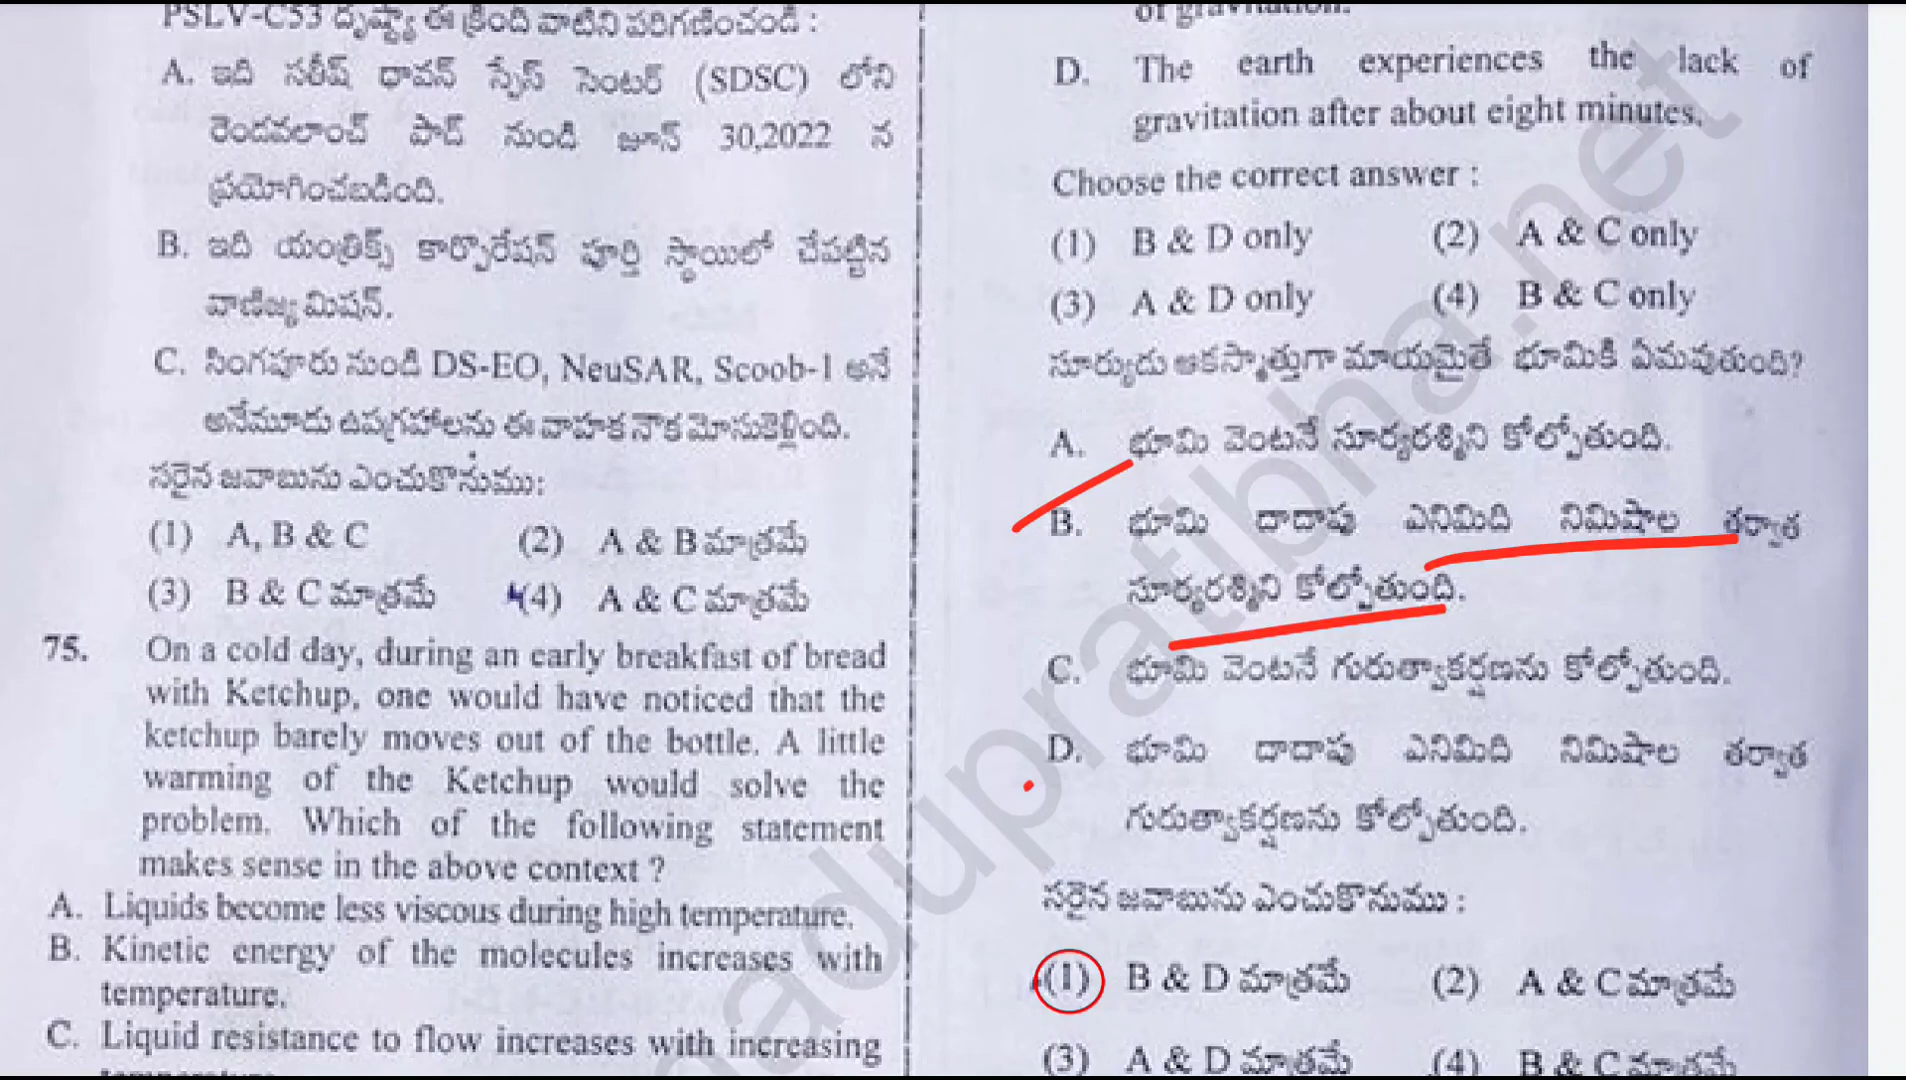 PSLV-C53 దృష్ట్యా ఈ క్రింది వాటిని పరిగణించండి :
A. ఇది సతీష్ ధావన్ స్పేస్ సెంటర్ (SDSC) లోని
రెండవలాంచ్ పాడ్ నుండి జూన్ 30,2022 న
ప్రయోగించబడింది.
B. ఇది యంత్రిక్స్ కార్పొరేషన్ పూర్తి స్థాయిలో చేపట్టిన
వాణిజ్య మిషన్.
C. సింగపూరు నుండి DS-EO, NeuSAR, Scoob-1 అనే
అనేమూడు ఉపగ్రహాలను ఈ వాహక నౌక మోసుకెళ్లింది.
సరైన జవాబును ఎంచుకొనుము:
(1) A, B & C (2) A & B మాత్రమే
(3) B & C మాత్రమే (4) A & C మాత్రమే
75. On a cold day, during an early breakfast of bread
with Ketchup, one would have noticed that the
ketchup barely moves out of the bottle. A little
warming of the Ketchup would solve the
problem. Which of the following statement
makes sense in the above context ?
A. Liquids become less viscous during high temperature.
B. Kinetic energy of the molecules increases with
temperature.
C. Liquid resistance to flow increases with increasing
temperature
of gravitation.
D. The earth experiences the lack of
gravitation after about eight minutes.
Choose the correct answer :
(1) B & D only (2) A & C only
(3) A & D only (4) B & C only
సూర్యుడు ఆకస్మాత్తుగా మాయమైతే భూమికి ఏమవుతుంది?
A. భూమి వెంటనే సూర్యరశ్మిని కోల్పోతుంది.
B. భూమి దాదాపు ఎనిమిది నిమిషాల తర్వాత
సూర్యరశ్మిని కోల్పోతుంది.
C. భూమి వెంటనే గురుత్వాకర్షణను కోల్పోతుంది.
D. భూమి దాదాపు ఎనిమిది నిమిషాల తర్వాత
గురుత్వాకర్షణను కోల్పోతుంది.
సరైన జవాబును ఎంచుకొనుము :
(1) B & D మాత్రమే (2) A & C మాత్రమే
(3) A & D మాత్రమే (4) B & C మాత్రమే